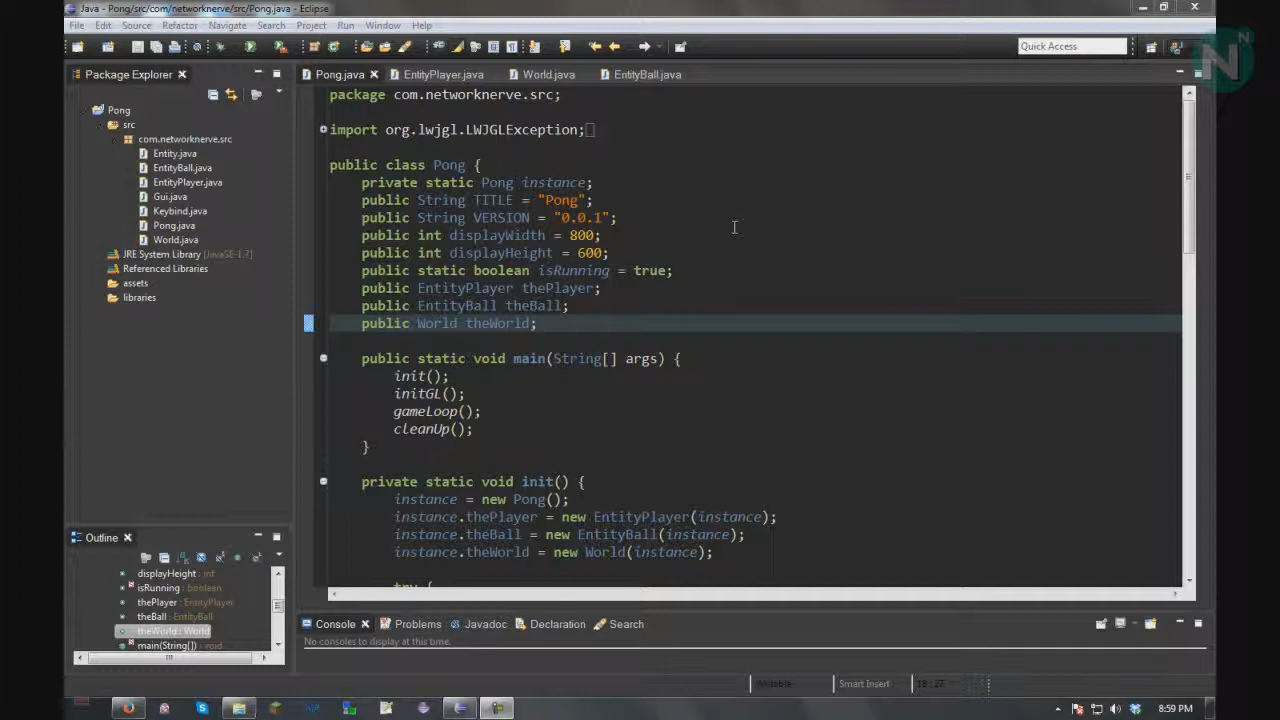 Java - Pong/src/com/networknerve/src/Pong.java - Eclipse
File Edit Source Refactor Navigate Search Project Run Window Help
Quick Access
Package Explorer
Pong.java EntityPlayer.java World.java EntityBall.java
Pong
src
com.networknerve.src
Entity.java
EntityBall.java
EntityPlayer.java
Gui.java
Keybind.java
Pong.java
World.java
JRE System Library [JavaSE-1.7]
Referenced Libraries
assets
libraries
package com.networknerve.src;
import org.lwjgl.LWJGLException;
public class Pong {
private static Pong instance;
public String TITLE = "Pong";
public String VERSION = "0.0.1";
public int displayWidth = 800;
public int displayHeight = 600;
public static boolean isRunning = true;
public EntityPlayer thePlayer;
public EntityBall theBall;
public World theWorld;
public static void main(String[] args) {
init();
initGL();
gameLoop();
cleanUp();
}
private static void init() {
instance = new Pong();
instance.thePlayer = new EntityPlayer(instance);
instance.theBall = new EntityBall(instance);
instance.theWorld = new World(instance);
try {
Outline
displayHeight : int
isRunning : boolean
thePlayer : EntityPlayer
theBall : EntityBall
theWorld : World
main(String[]) : void
Console Problems Javadoc Declaration Search
No consoles to display at this time.
Writable Smart Insert 18 : 27
8:59 PM